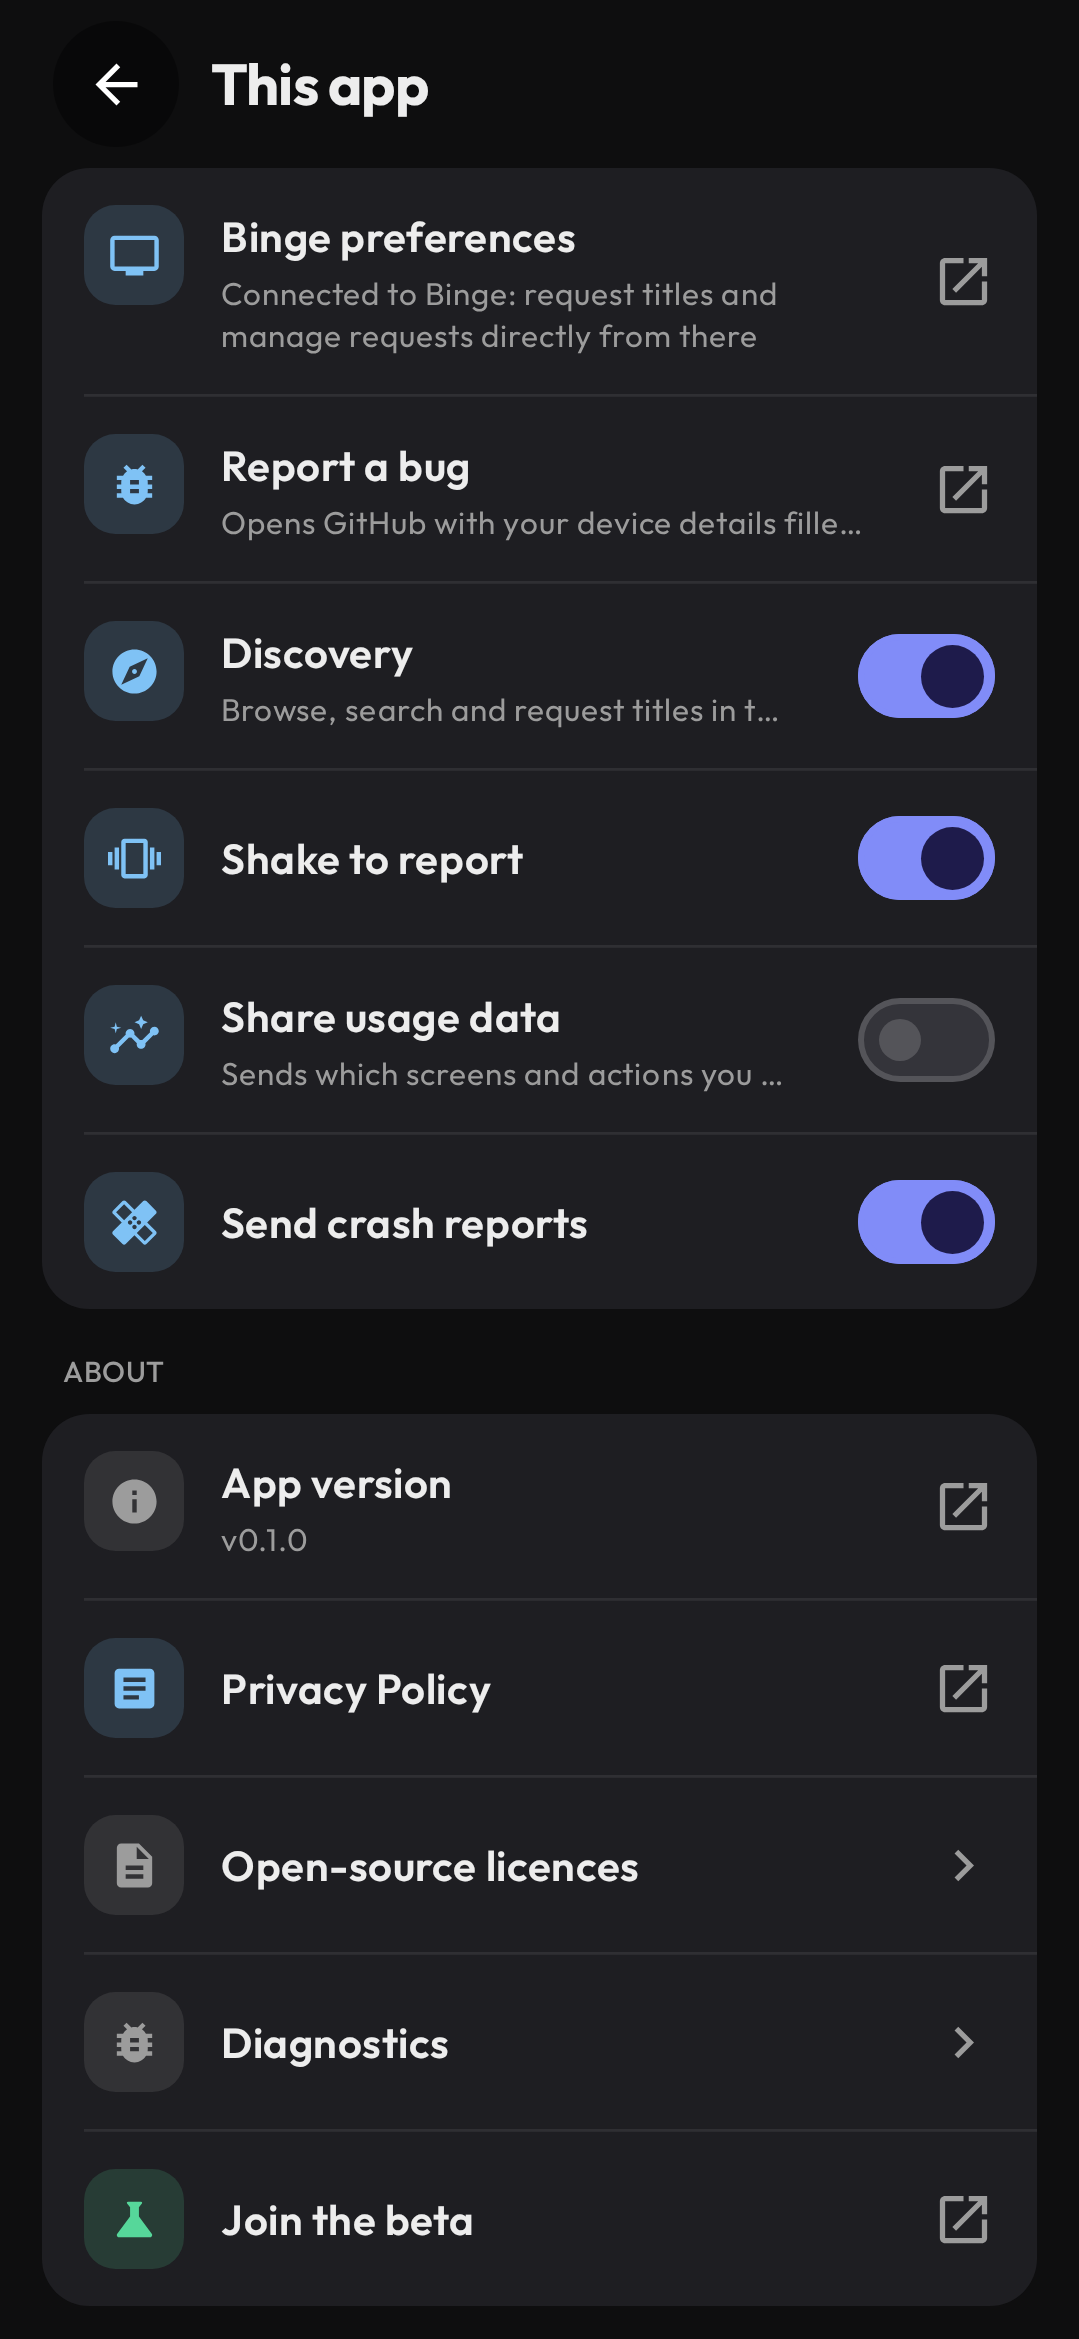 This app
Binge preferences
Connected to Binge: request titles and
manage requests directly from there
Report a bug
Opens GitHub with your device details fille…
Discovery
Browse, search and request titles in t…
Shake to report
Share usage data
Sends which screens and actions you …
Send crash reports
ABOUT
App version
v0.1.0
Privacy Policy
Open-source licences
Diagnostics
Join the beta